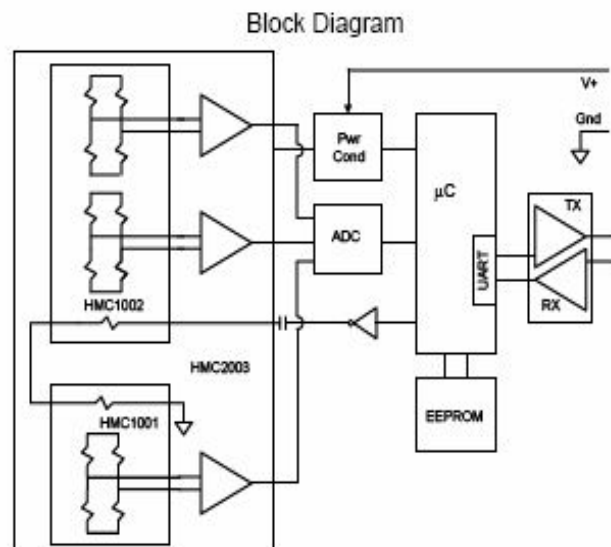 Block Diagram
V+
Gnd
Pwr
Cond
μC
TX
ADC
UART
RX
HMC1002
HMC2003
HMC1001
EEPROM